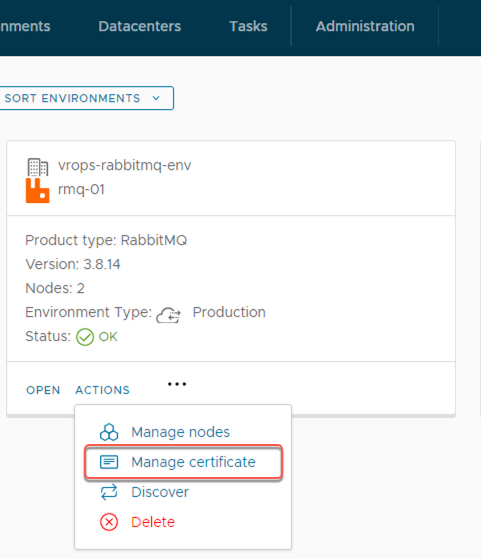 nments Datacenters Tasks Administration
SORT ENVIRONMENTS
vrops-rabbitmq-env
rmq-01
Product type: RabbitMQ
Version: 3.8.14
Nodes: 2
Environment Type: Production
Status: OK
OPEN ACTIONS ...
Manage nodes
Manage certificate
Discover
Delete